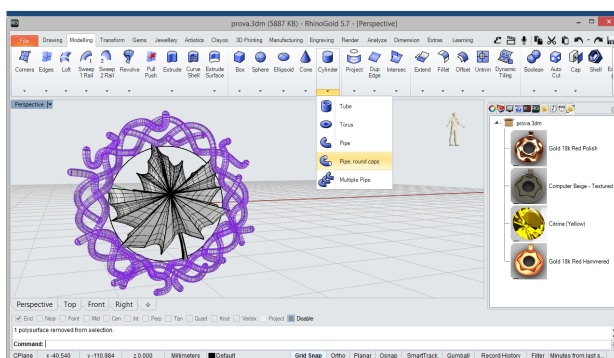 prova.3dm (5887 KB) - RhinoGold 5.7 - [Perspective]
File Drawing Modelling Transform Gems Jewellery Artistics Clayoo 3D Printing Manufacturing Engraving Render Analyze Dimension Extras Learning
Corners Edges Loft Sweep 1 Rail Sweep 2 Rail Revolve Pull Push Extrude Curve Shell Extrude Surface Box Sphere Ellipsoid Cone Cylinder Project Dup Edge Intersec Extend Fillet Offset Untrim Dynamic Tiling Boolean Auto Cut Cap Shell
Perspective
Tube
Torus
Pipe
Pipe, round caps
Multiple Pipe
prova.3dm
Gold 18k Red Polish
Computer Beige - Textured
Citrine (Yellow)
Gold 18k Red Hammered
Perspective Top Front Right
End Near Point Mid Cen Int Perp Tan Quad Knot Vertex Project Disable
1 polysurface removed from selection.
Command:
CPlane x -40.540 y -110.984 z 0.000 Millimeters Default Grid Snap Ortho Planar Osnap SmartTrack Gumball Record History Filter Minutes from last s...